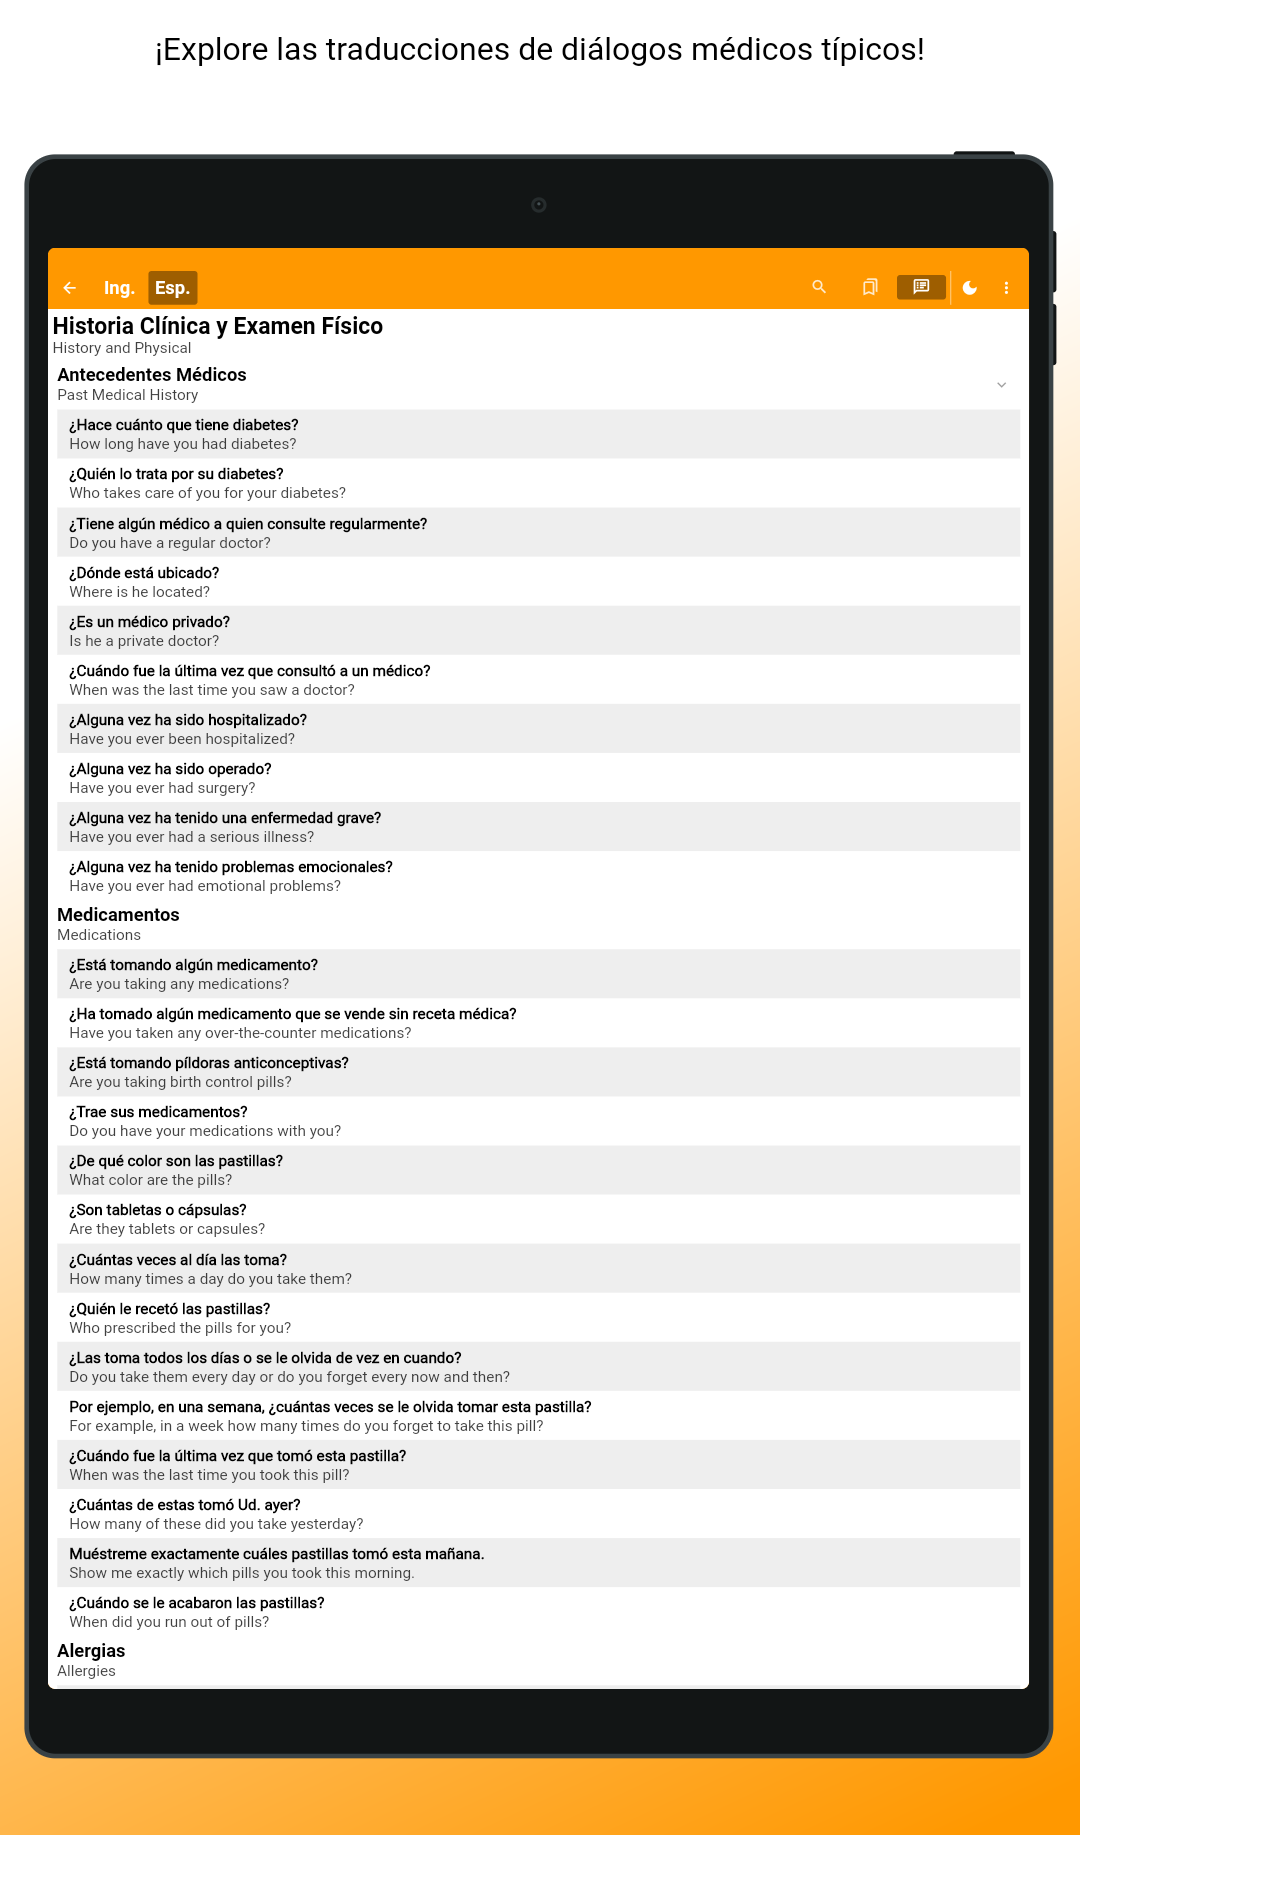 ¡Explore las traducciones de diálogos médicos típicos!
Ing. Esp.
Historia Clínica y Examen Físico
History and Physical
Antecedentes Médicos
Past Medical History
¿Hace cuánto que tiene diabetes?
How long have you had diabetes?
¿Quién lo trata por su diabetes?
Who takes care of you for your diabetes?
¿Tiene algún médico a quien consulte regularmente?
Do you have a regular doctor?
¿Dónde está ubicado?
Where is he located?
¿Es un médico privado?
Is he a private doctor?
¿Cuándo fue la última vez que consultó a un médico?
When was the last time you saw a doctor?
¿Alguna vez ha sido hospitalizado?
Have you ever been hospitalized?
¿Alguna vez ha sido operado?
Have you ever had surgery?
¿Alguna vez ha tenido una enfermedad grave?
Have you ever had a serious illness?
¿Alguna vez ha tenido problemas emocionales?
Have you ever had emotional problems?
Medicamentos
Medications
¿Está tomando algún medicamento?
Are you taking any medications?
¿Ha tomado algún medicamento que se vende sin receta médica?
Have you taken any over-the-counter medications?
¿Está tomando píldoras anticonceptivas?
Are you taking birth control pills?
¿Trae sus medicamentos?
Do you have your medications with you?
¿De qué color son las pastillas?
What color are the pills?
¿Son tabletas o cápsulas?
Are they tablets or capsules?
¿Cuántas veces al día las toma?
How many times a day do you take them?
¿Quién le recetó las pastillas?
Who prescribed the pills for you?
¿Las toma todos los días o se le olvida de vez en cuando?
Do you take them every day or do you forget every now and then?
Por ejemplo, en una semana, ¿cuántas veces se le olvida tomar esta pastilla?
For example, in a week how many times do you forget to take this pill?
¿Cuándo fue la última vez que tomó esta pastilla?
When was the last time you took this pill?
¿Cuántas de estas tomó Ud. ayer?
How many of these did you take yesterday?
Muéstreme exactamente cuáles pastillas tomó esta mañana.
Show me exactly which pills you took this morning.
¿Cuándo se le acabaron las pastillas?
When did you run out of pills?
Alergias
Allergies